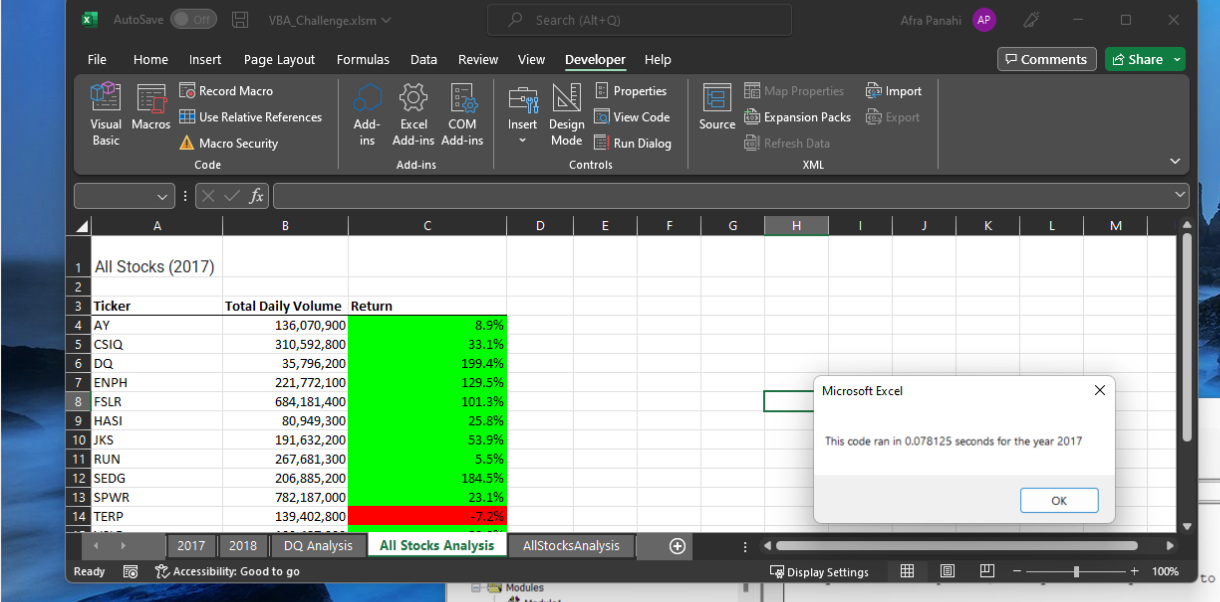 AutoSave Off VBA_Challenge.xlsm Search (Alt+Q) Afra Panahi AP
File Home Insert Page Layout Formulas Data Review View Developer Help Comments Share
Visual Basic
Macros
Record Macro
Use Relative References
Macro Security
Code
Add-ins
Excel Add-ins
COM Add-ins
Add-ins
Insert
Design Mode
Properties
View Code
Run Dialog
Controls
Source
Map Properties
Expansion Packs
Refresh Data
Import
Export
XML
fx
A B C D E F G H I J K L M
1 All Stocks (2017)
2
3 Ticker Total Daily Volume Return
4 AY 136,070,900 8.9%
5 CSIQ 310,592,800 33.1%
6 DQ 35,796,200 199.4%
7 ENPH 221,772,100 129.5%
8 FSLR 684,181,400 101.3%
9 HASI 80,949,300 25.8%
10 JKS 191,632,200 53.9%
11 RUN 267,681,300 5.5%
12 SEDG 206,885,200 184.5%
13 SPWR 782,187,000 23.1%
14 TERP 139,402,800 -7.2%
Microsoft Excel
This code ran in 0.078125 seconds for the year 2017
OK
2017 2018 DQ Analysis All Stocks Analysis AllStocksAnalysis
Ready Accessibility: Good to go Display Settings 100%
to
Modules